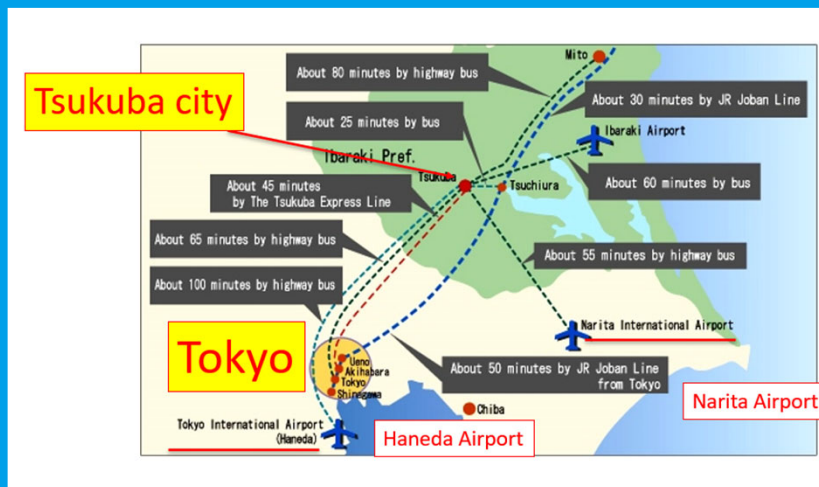 Mito
About 80 minutes by highway bus
Tsukuba city
About 30 minutes by JR Joban Line
About 25 minutes by bus
Ibaraki Airport
Ibaraki Pref.
Tsukuba
Tsuchiura
About 60 minutes by bus
About 45 minutes
by The Tsukuba Express Line
About 65 minutes by highway bus
About 55 minutes by highway bus
About 100 minutes by highway bus
Narita International Airport
Tokyo
Ueno
Akihabara
Tokyo
Shinagawa
About 50 minutes by JR Joban Line
from Tokyo
Narita Airport
Chiba
Tokyo International Airport
(Haneda)
Haneda Airport